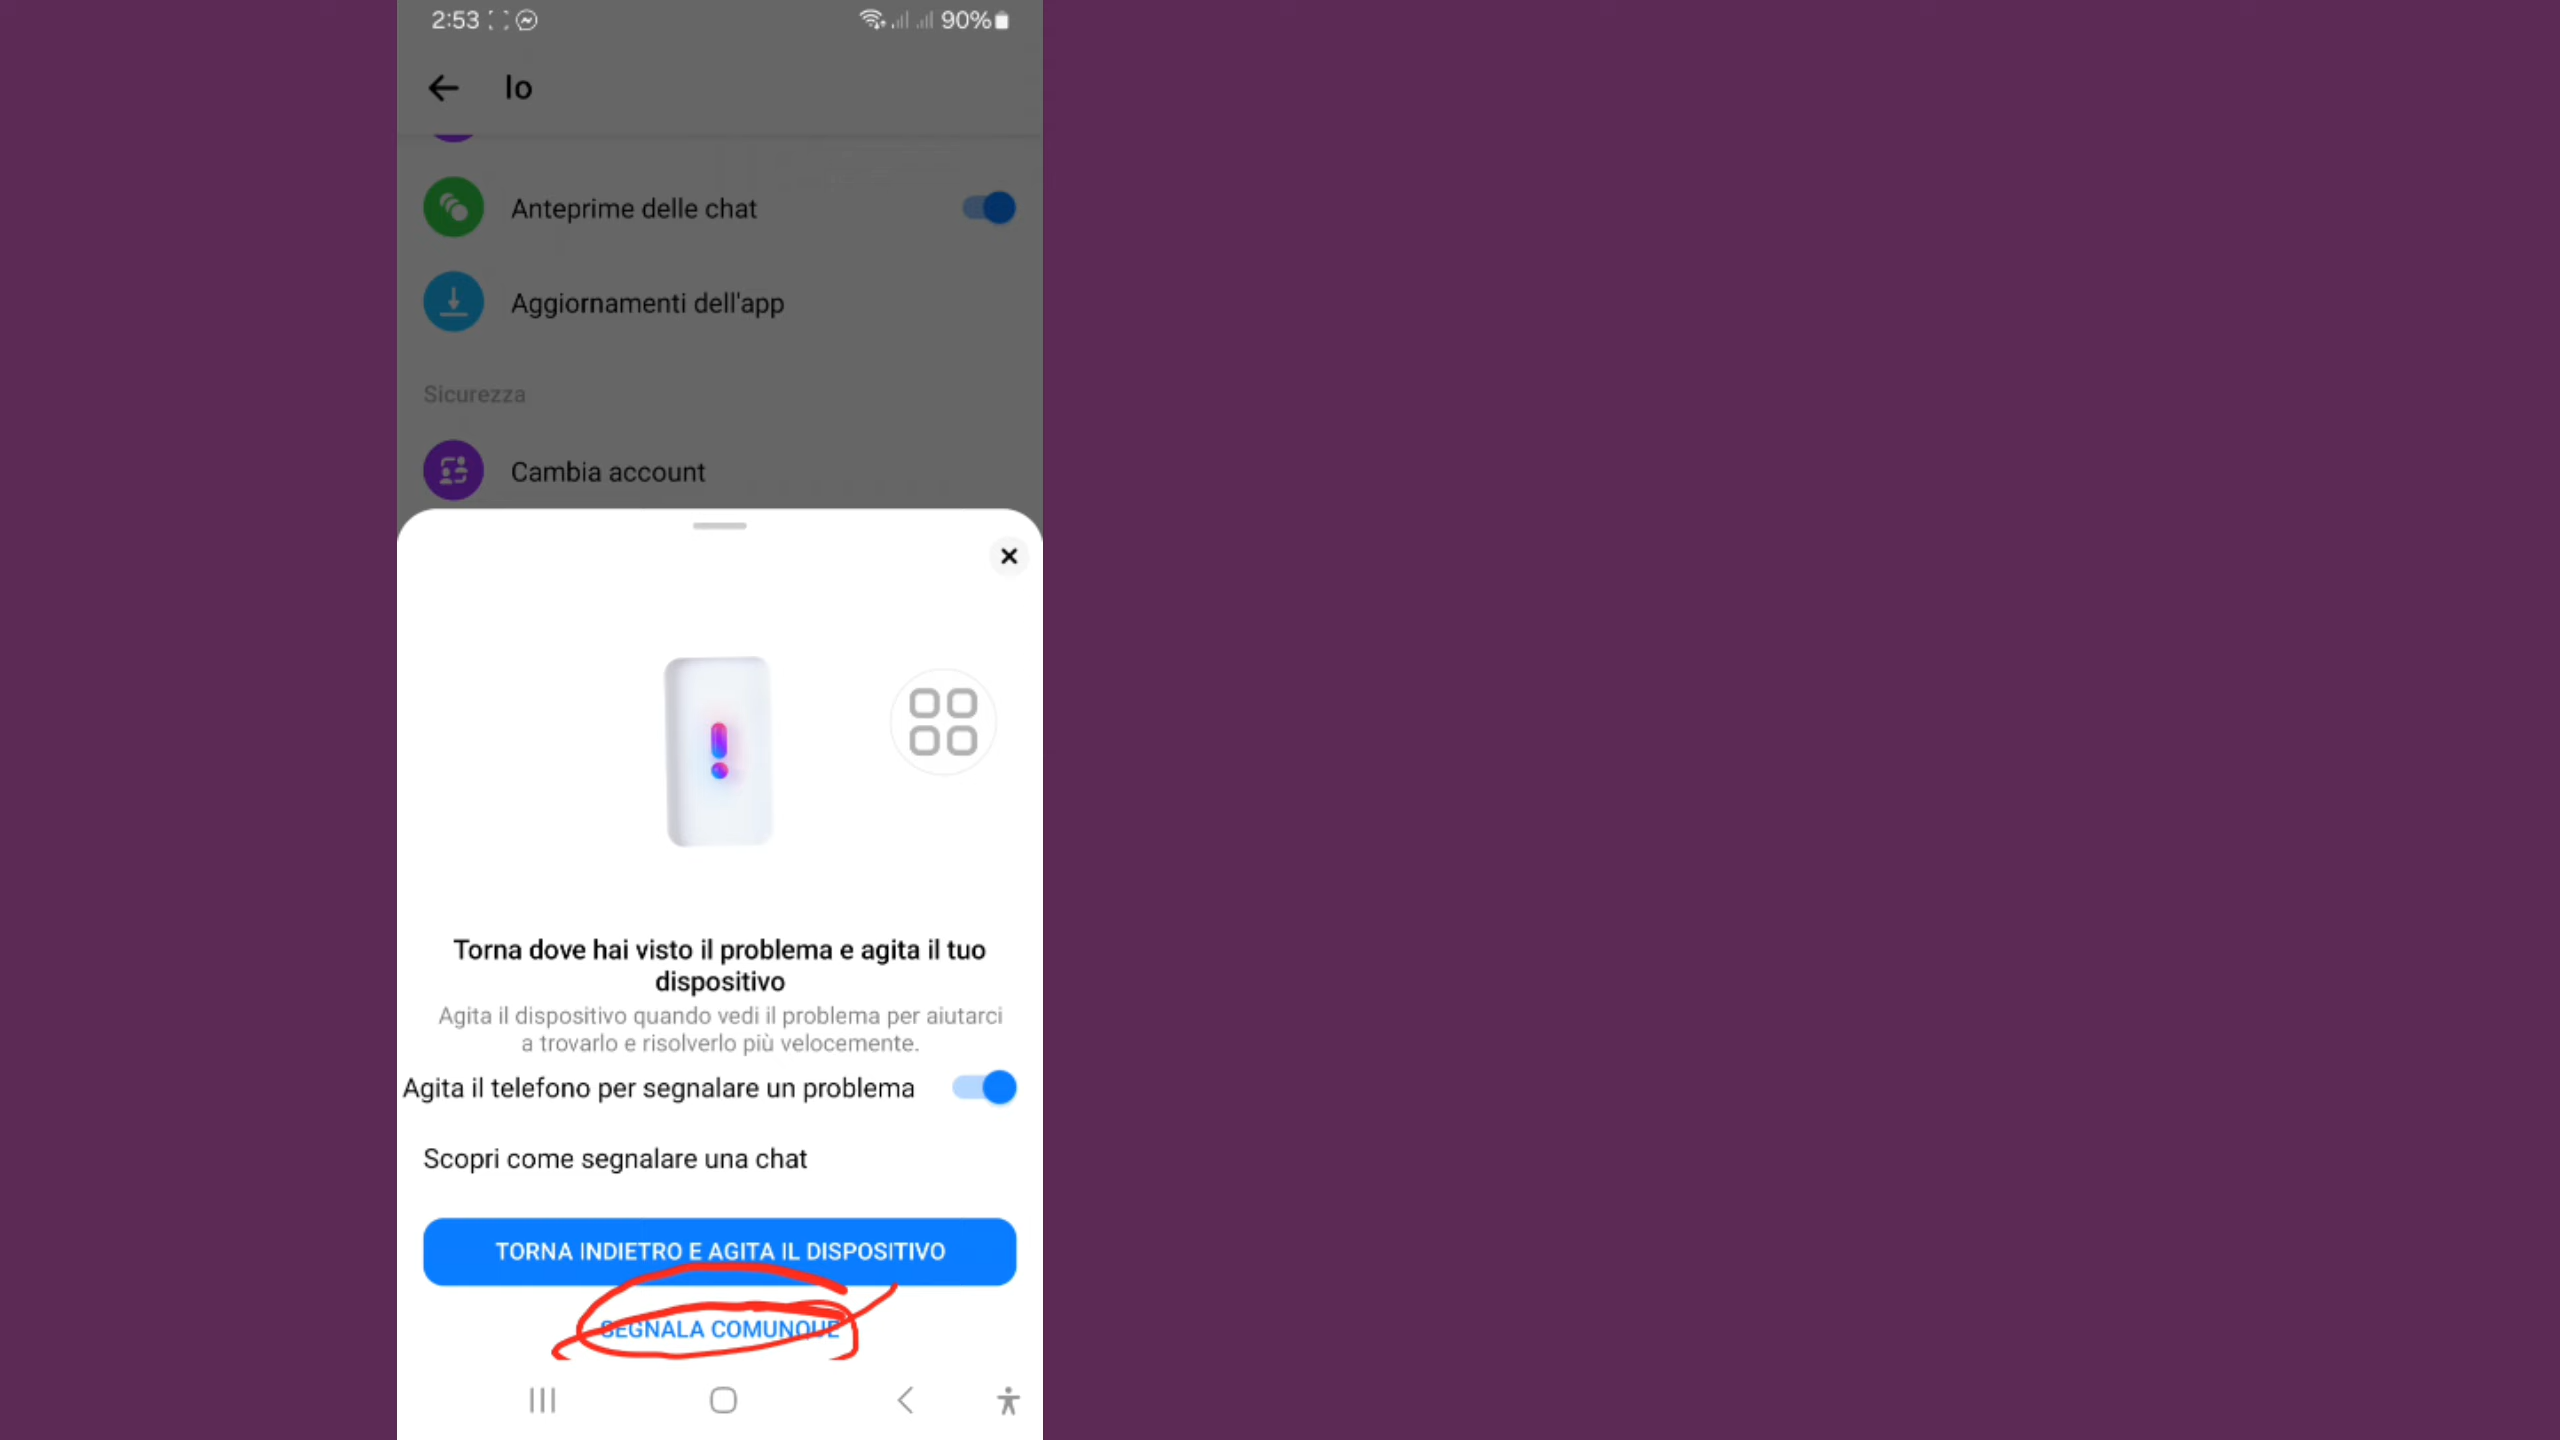 2:53
90%
Io
Anteprime delle chat
Aggiornamenti dell'app
Sicurezza
Cambia account
Torna dove hai visto il problema e agita il tuo
dispositivo
Agita il dispositivo quando vedi il problema per aiutarci
a trovarlo e risolverlo più velocemente.
Agita il telefono per segnalare un problema
Scopri come segnalare una chat
TORNA INDIETRO E AGITA IL DISPOSITIVO
SEGNALA COMUNQUE